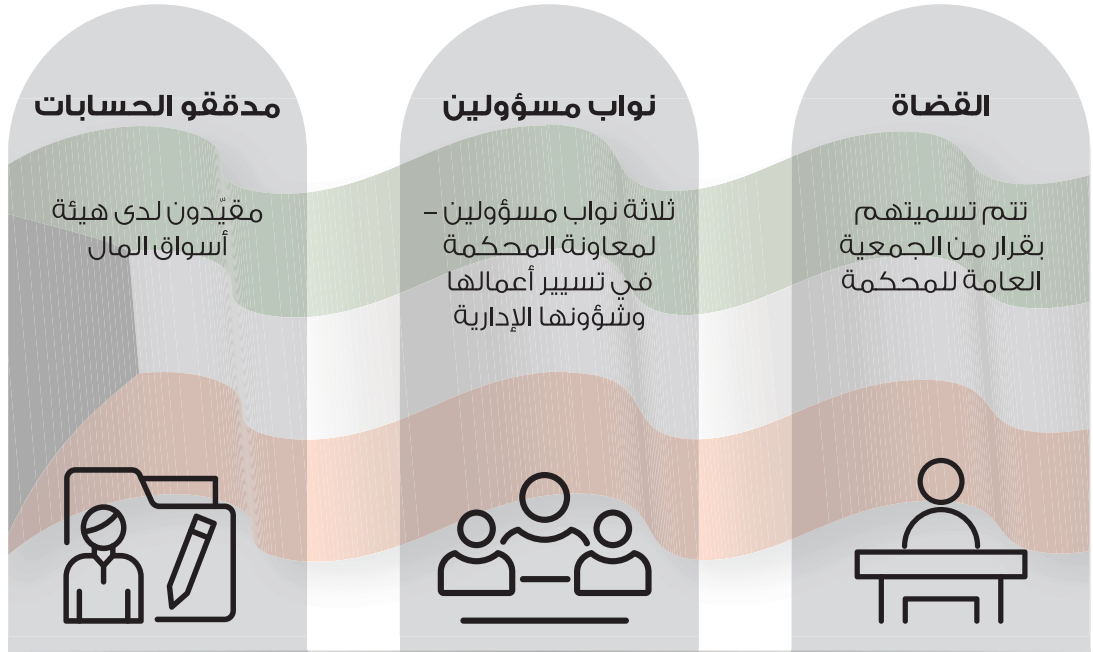 القضاة
تتم تسميتهم
بقرار من الجمعية
العامة للمحكمة
نواب مسؤولين
ثلاثة نواب مسؤولين –
لمعاونة المحكمة
في تسيير أعمالها
وشؤونها الإدارية
مدققو الحسابات
مقيّدون لدى هيئة
أسواق المال